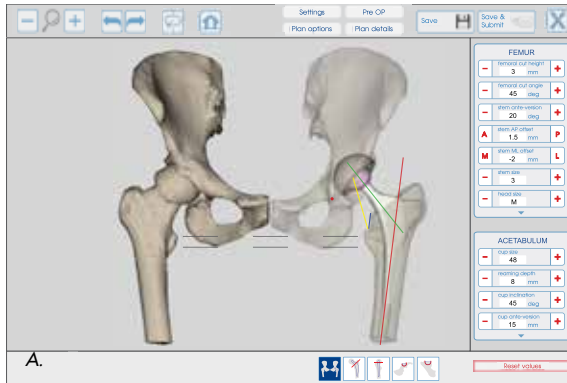 Settings
Pre OP
Save
Save &
Submit
Plan options
Plan details
FEMUR
femoral cut height
3 mm
femoral cut angle
45 deg
stem ante-version
20 deg
stem AP offset
A 1.5 mm P
stem ML offset
M -2 mm L
stem size
3
head size
M
ACETABULUM
cup size
48
reaming depth
8 mm
cup inclination
45 deg
cup ante-version
15 mm
A.
Reset values